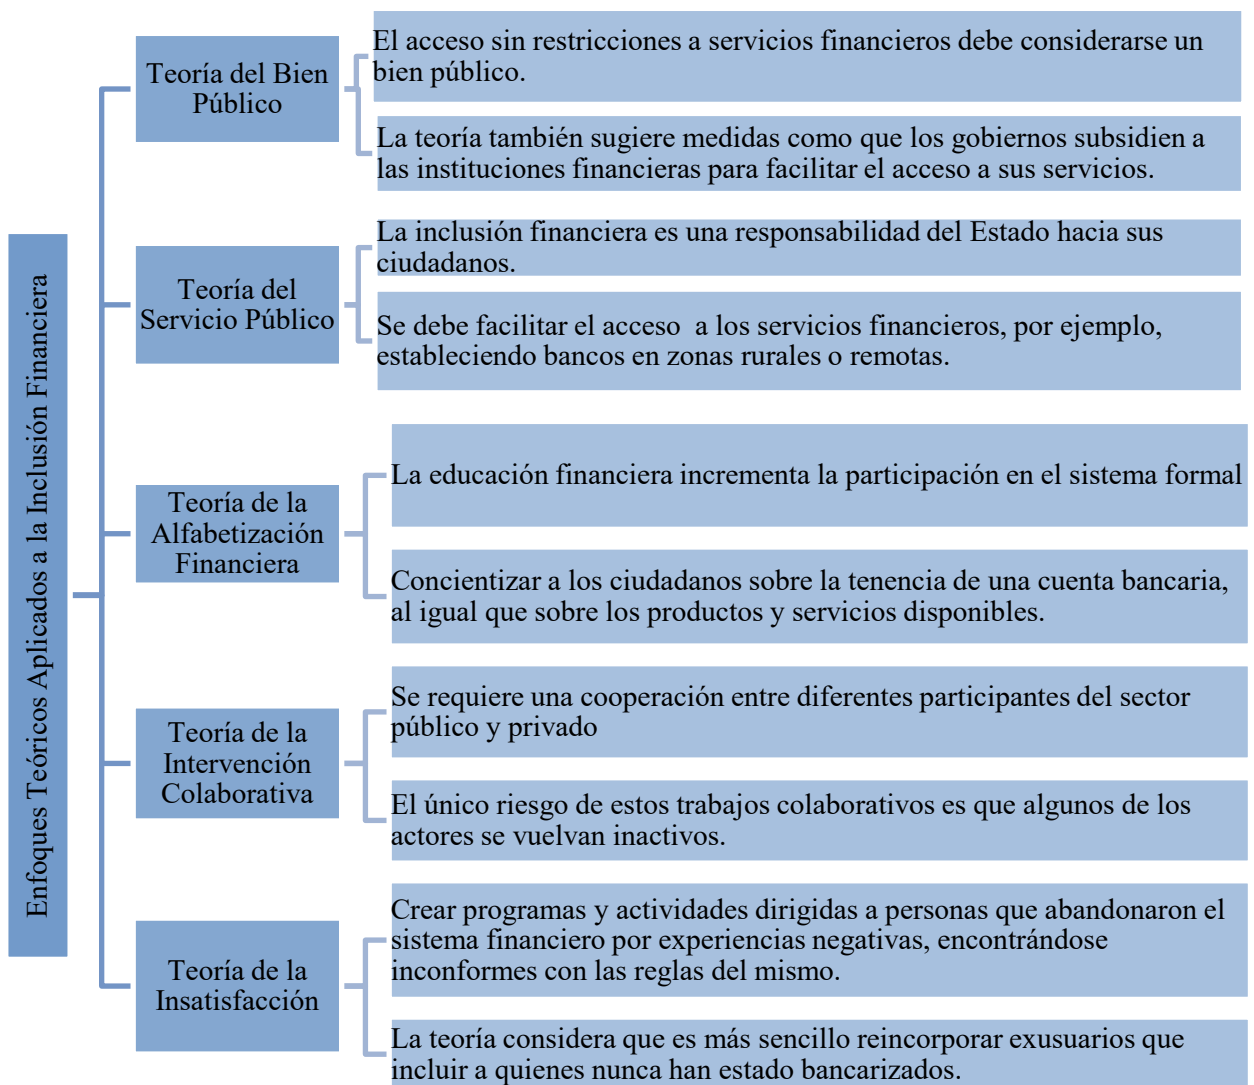 Enfoques Teóricos Aplicados a la Inclusión Financiera
Teoría del Bien
Público
El acceso sin restricciones a servicios financieros debe considerarse un
bien público.
La teoría también sugiere medidas como que los gobiernos subsidien a
las instituciones financieras para facilitar el acceso a sus servicios.
Teoría del
Servicio Público
La inclusión financiera es una responsabilidad del Estado hacia sus
ciudadanos.
Se debe facilitar el acceso  a los servicios financieros, por ejemplo,
estableciendo bancos en zonas rurales o remotas.
Teoría de la
Alfabetización
Financiera
La educación financiera incrementa la participación en el sistema formal
Concientizar a los ciudadanos sobre la tenencia de una cuenta bancaria,
al igual que sobre los productos y servicios disponibles.
Teoría de la
Intervención
Colaborativa
Se requiere una cooperación entre diferentes participantes del sector
público y privado
El único riesgo de estos trabajos colaborativos es que algunos de los
actores se vuelvan inactivos.
Teoría de la
Insatisfacción
Crear programas y actividades dirigidas a personas que abandonaron el
sistema financiero por experiencias negativas, encontrándose
inconformes con las reglas del mismo.
La teoría considera que es más sencillo reincorporar exusuarios que
incluir a quienes nunca han estado bancarizados.